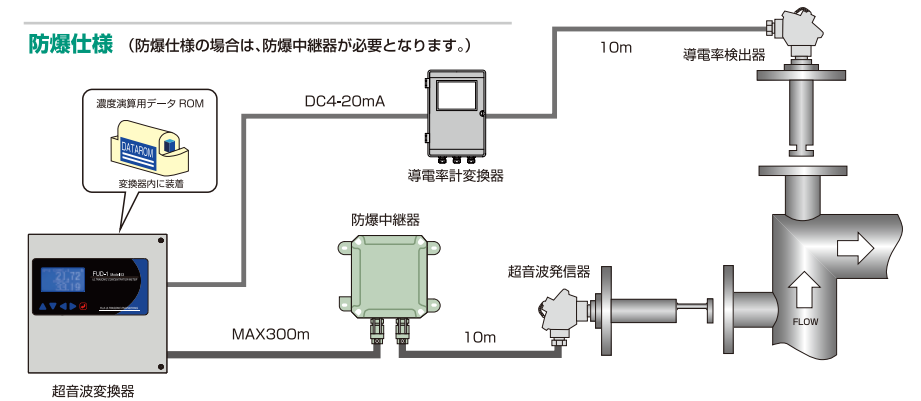 防爆仕様 (防爆仕様の場合は、防爆中継器が必要となります。)
10m
導電率検出器
濃度演算用データ ROM
DATAROM
変換器内に装着
DC4-20mA
導電率計変換器
防爆中継器
超音波発信器
FUD-1
MAX300m
10m
FLOW
超音波変換器